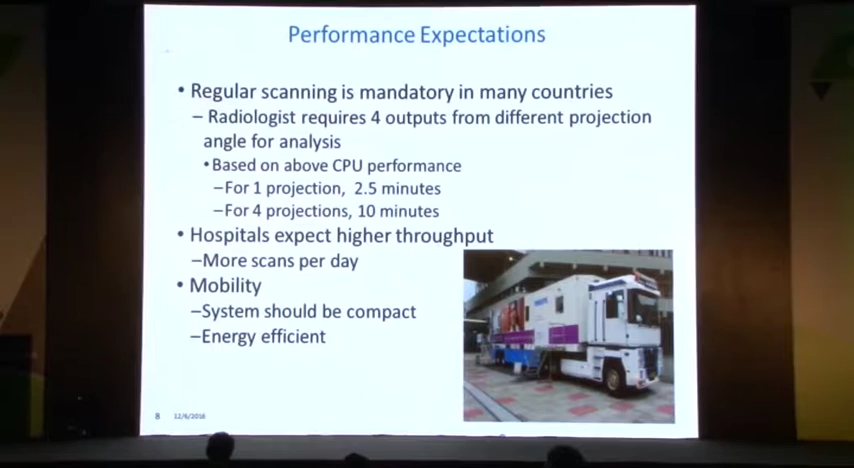 Performance Expectations
• Regular scanning is mandatory in many countries
– Radiologist requires 4 outputs from different projection
angle for analysis
• Based on above CPU performance
–For 1 projection, 2.5 minutes
–For 4 projections, 10 minutes
• Hospitals expect higher throughput
–More scans per day
• Mobility
–System should be compact
–Energy efficient
8 12/6/2016